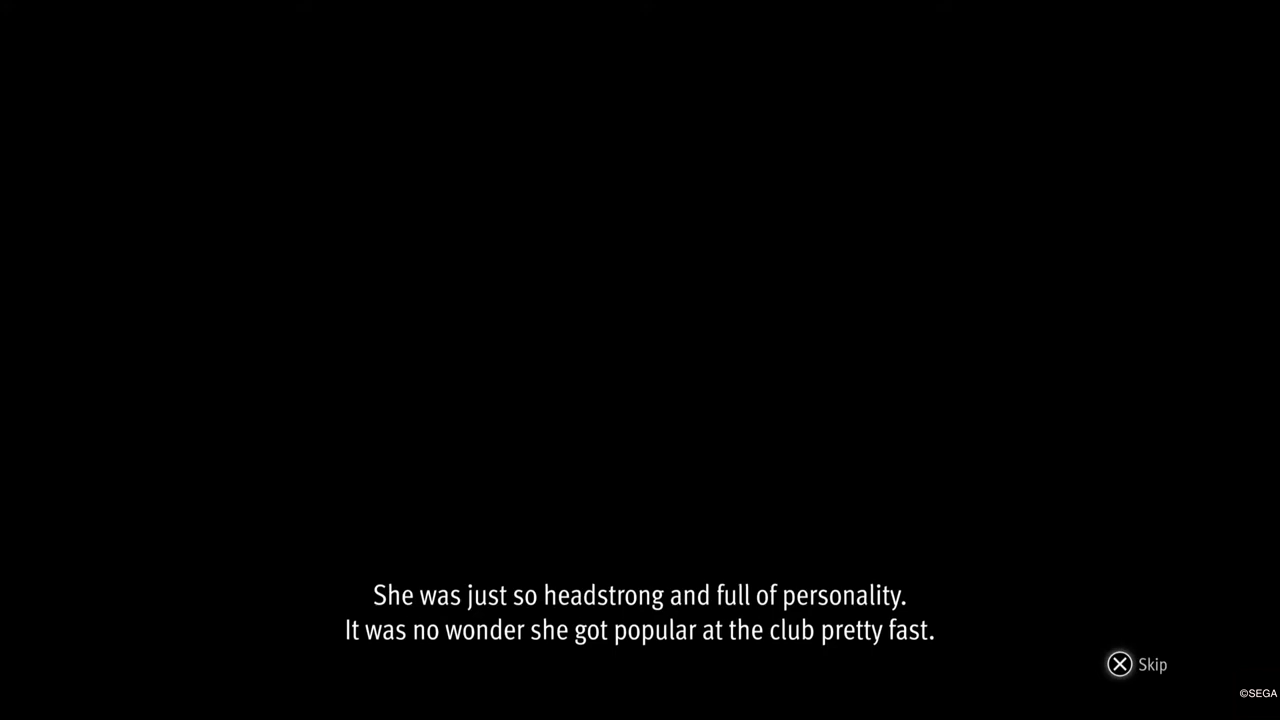 She was just so headstrong and full of personality.
It was no wonder she got popular at the club pretty fast.
Skip
©SEGA